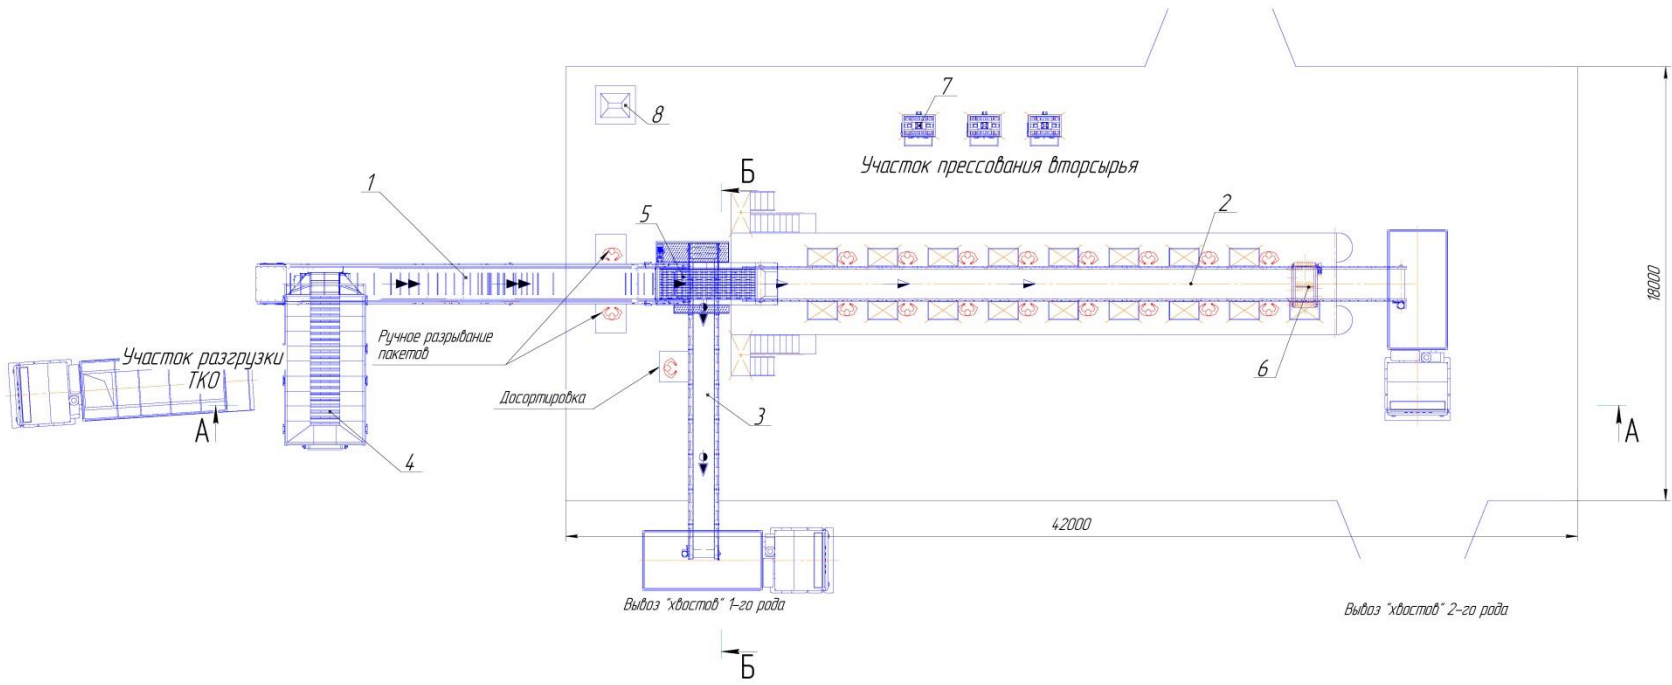 7
8
Участок прессования вторсырья
Б
1
5
2
18000
Ручное разрывание
пакетов
Участок разгрузки
ТКО
6
Досортировка
3
А
А
4
42000
Вывоз "хвостов" 1-го рода
Вывоз "хвостов" 2-го рода
Б